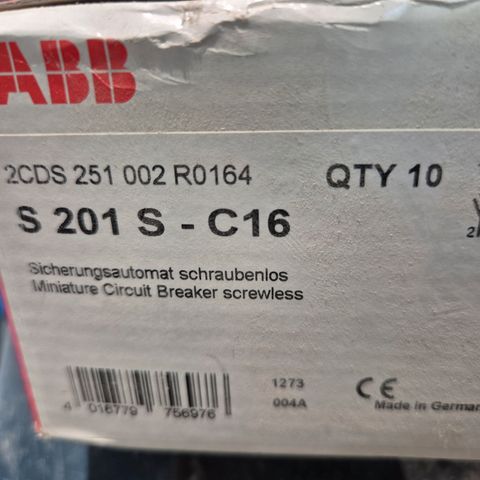 ABB
2CDS 251 002 R0164 QTY 10
S 201 S - C16
Sicherungsautomat schraubenlos
Miniature Circuit Breaker screwless
1273
004A
CE
4 016779 756976
Made in German